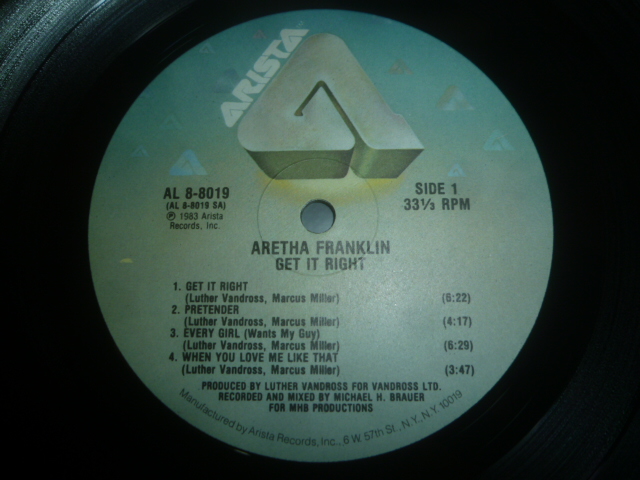 ARISTA
AL 8-8019
(AL 8-8019 SA)
℗ 1983 Arista
Records, Inc.
SIDE 1
33⅓ RPM
ARETHA FRANKLIN
GET IT RIGHT
1. GET IT RIGHT
(Luther Vandross, Marcus Miller) (6:22)
2. PRETENDER
(Luther Vandross, Marcus Miller) (4:17)
3. EVERY GIRL (Wants My Guy)
(Luther Vandross, Marcus Miller) (6:29)
4. WHEN YOU LOVE ME LIKE THAT
(Luther Vandross, Marcus Miller) (3:47)
PRODUCED BY LUTHER VANDROSS FOR VANDROSS LTD.
RECORDED AND MIXED BY MICHAEL H. BRAUER
FOR MHB PRODUCTIONS
Manufactured by Arista Records, Inc., 6 W. 57th St., N.Y., N.Y. 10019